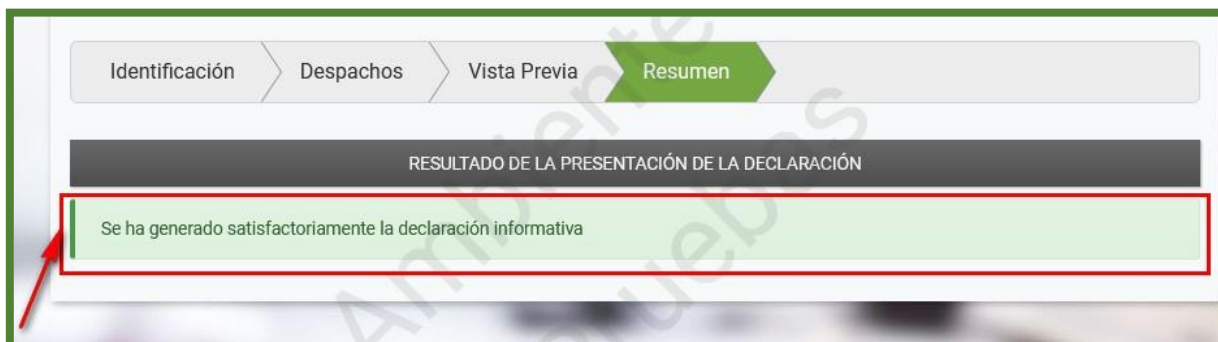 Identificación
Despachos
Vista Previa
Resumen
RESULTADO DE LA PRESENTACIÓN DE LA DECLARACIÓN
Se ha generado satisfactoriamente la declaración informativa
Ambiente
Pruebas